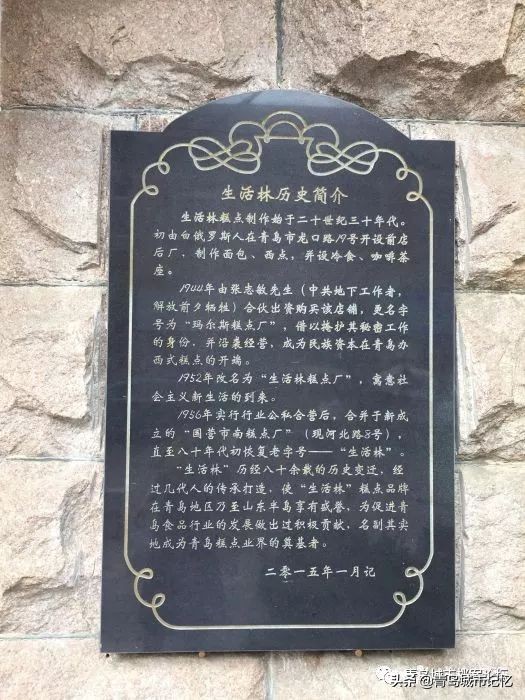 生活林历史简介
生活林糕点制作始于二十世纪三十年代。
初由白俄罗斯人在青岛市龙口路19号开设前店
后厂，制作面包、西点，并设冷食、咖啡茶
座。
1944年由张志敏先生（中共地下工作者，
解放前夕牺牲）合伙出资购买该店铺，更名字
号为“玛尔斯糕点厂”，借以掩护其秘密工作
的身份，并沿袭经营，成为民族资本在青岛办
西式糕点的开端。
1952年改名为“生活林糕点厂”，寓意社
会主义新生活的到来。
1956年实行行业公私合营后，合并于新成
立的“国营市南糕点厂”（现河北路8号），
直至八十年代初恢复老字号——“生活林”。
“生活林”历经八十余载的历史变迁，经
过几代人的传承打造，使“生活林”糕点品牌
在青岛地区乃至山东半岛享有盛誉，为促进青
岛食品行业的发展做出过积极贡献，名副其实
地成为青岛糕点业界的奠基者。
二零一五年一月记
头条 @青岛城市记忆